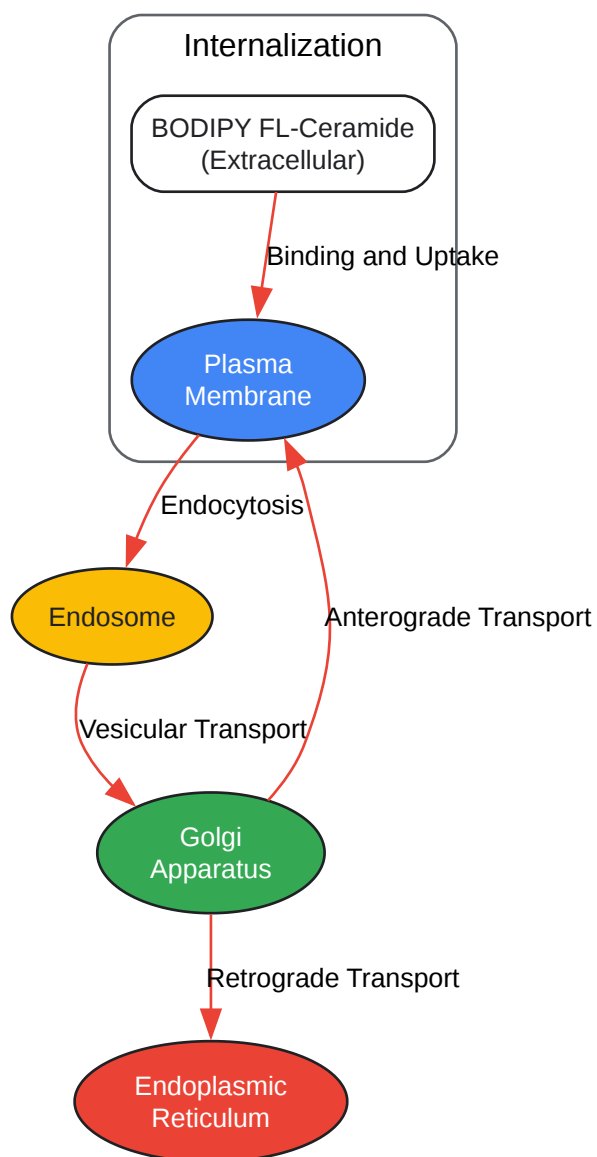 Internalization
BODIPY FL-Ceramide
(Extracellular)
Binding and Uptake
Plasma
Membrane
Endocytosis
Endosome
Anterograde Transport
Vesicular Transport
Golgi
Apparatus
Retrograde Transport
Endoplasmic
Reticulum